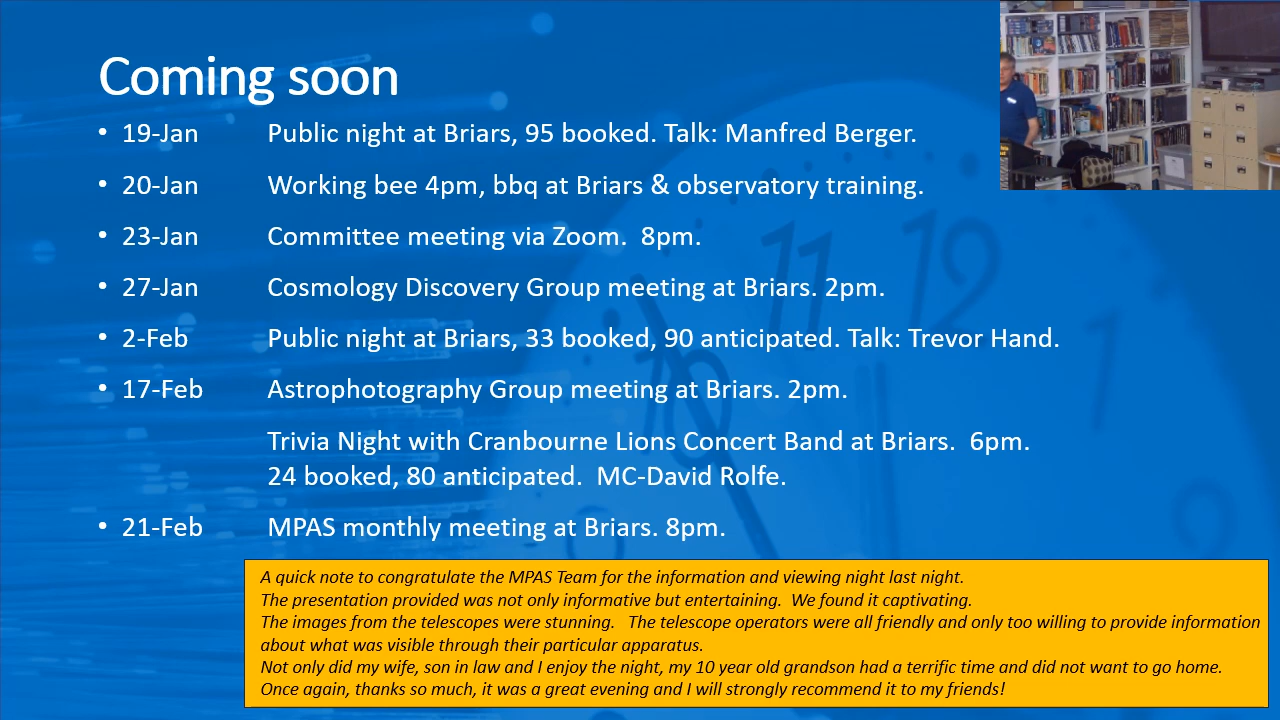 Coming soon
• 19-Jan Public night at Briars, 95 booked. Talk: Manfred Berger.
• 20-Jan Working bee 4pm, bbq at Briars & observatory training.
• 23-Jan Committee meeting via Zoom.  8pm.
• 27-Jan Cosmology Discovery Group meeting at Briars. 2pm.
• 2-Feb Public night at Briars, 33 booked, 90 anticipated. Talk: Trevor Hand.
• 17-Feb Astrophotography Group meeting at Briars. 2pm.
Trivia Night with Cranbourne Lions Concert Band at Briars.  6pm.
24 booked, 80 anticipated.  MC-David Rolfe.
• 21-Feb MPAS monthly meeting at Briars. 8pm.
A quick note to congratulate the MPAS Team for the information and viewing night last night.
The presentation provided was not only informative but entertaining.  We found it captivating.
The images from the telescopes were stunning.   The telescope operators were all friendly and only too willing to provide information
about what was visible through their particular apparatus.
Not only did my wife, son in law and I enjoy the night, my 10 year old grandson had a terrific time and did not want to go home.
Once again, thanks so much, it was a great evening and I will strongly recommend it to my friends!
11
12
1
10